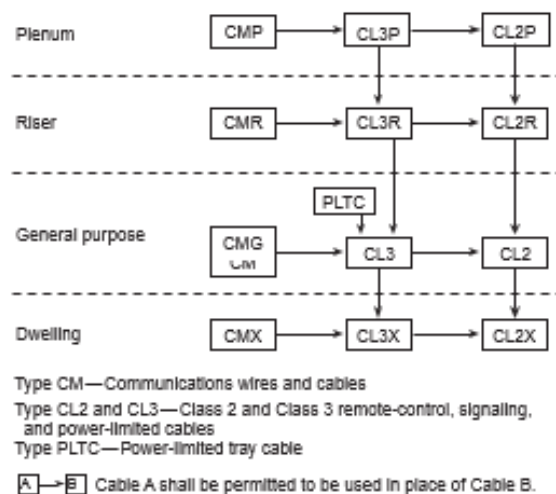 Plenum CMP CL3P CL2P
Riser CMR CL3R CL2R
PLTC
General purpose CMG CL3 CL2
CM
Dwelling CMX CL3X CL2X
Type CM—Communications wires and cables
Type CL2 and CL3—Class 2 and Class 3 remote-control, signaling,
and power-limited cables
Type PLTC—Power-limited tray cable
A B Cable A shall be permitted to be used in place of Cable B.